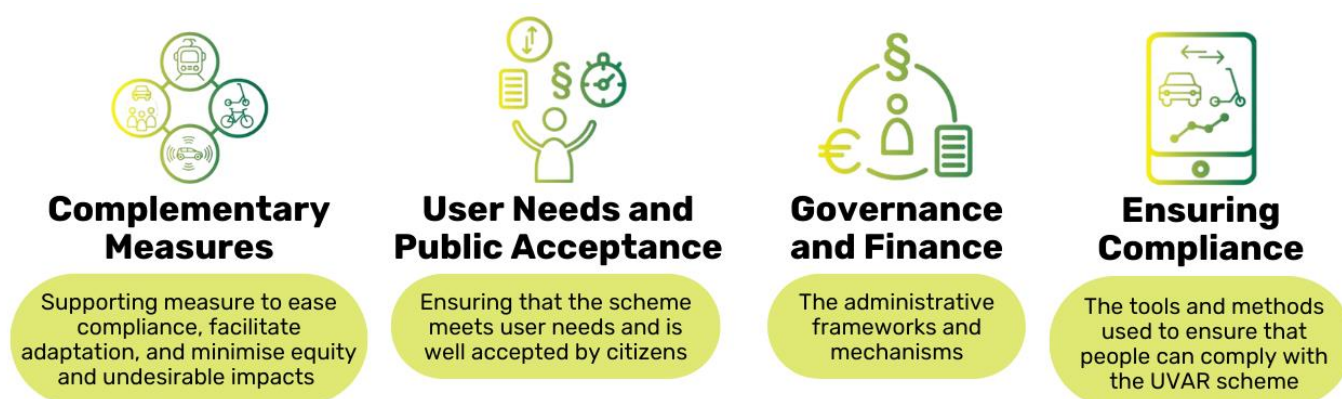 §
§
€
Complementary
Measures
Supporting measure to ease
compliance, facilitate
adaptation, and minimise equity
and undesirable impacts
User Needs and
Public Acceptance
Ensuring that the scheme
meets user needs and is
well accepted by citizens
Governance
and Finance
The administrative
frameworks and
mechanisms
Ensuring
Compliance
The tools and methods
used to ensure that
people can comply with
the UVAR scheme